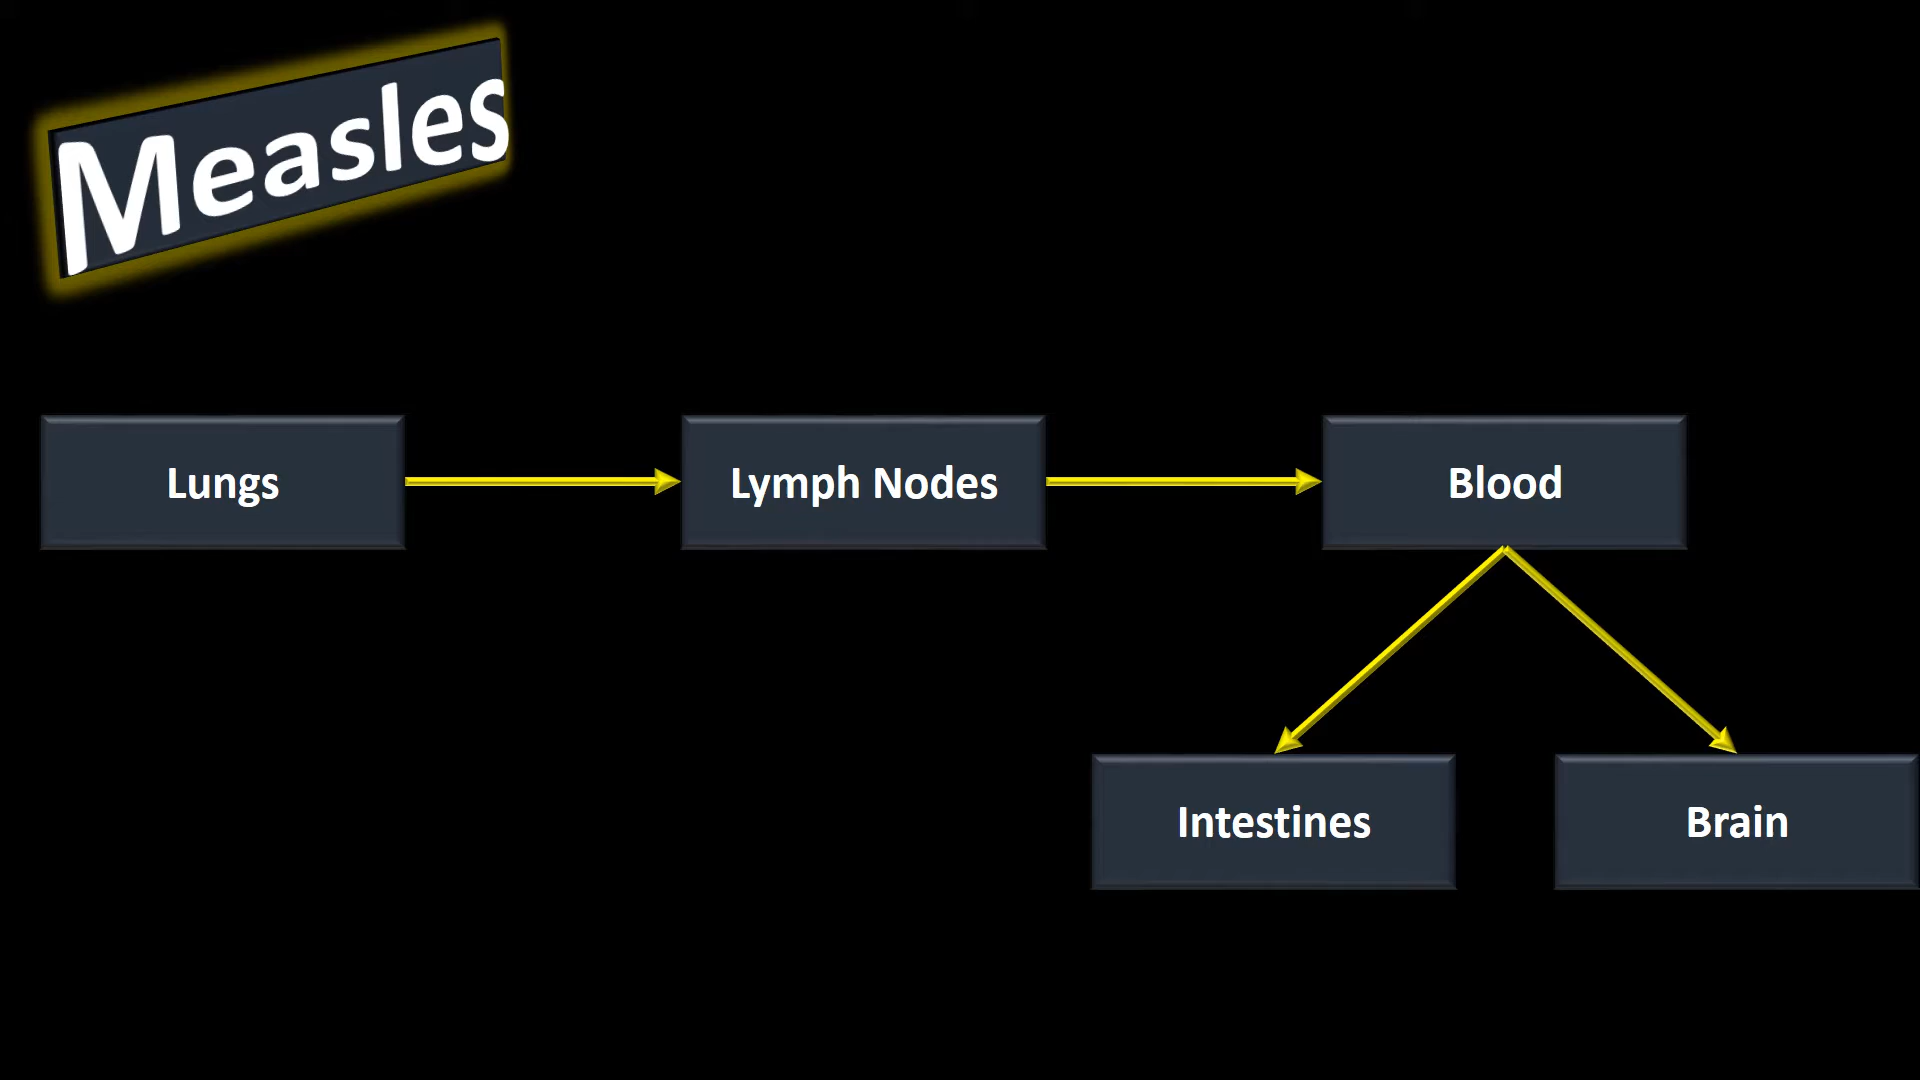 Measles
Lungs
Lymph Nodes
Blood
Intestines
Brain